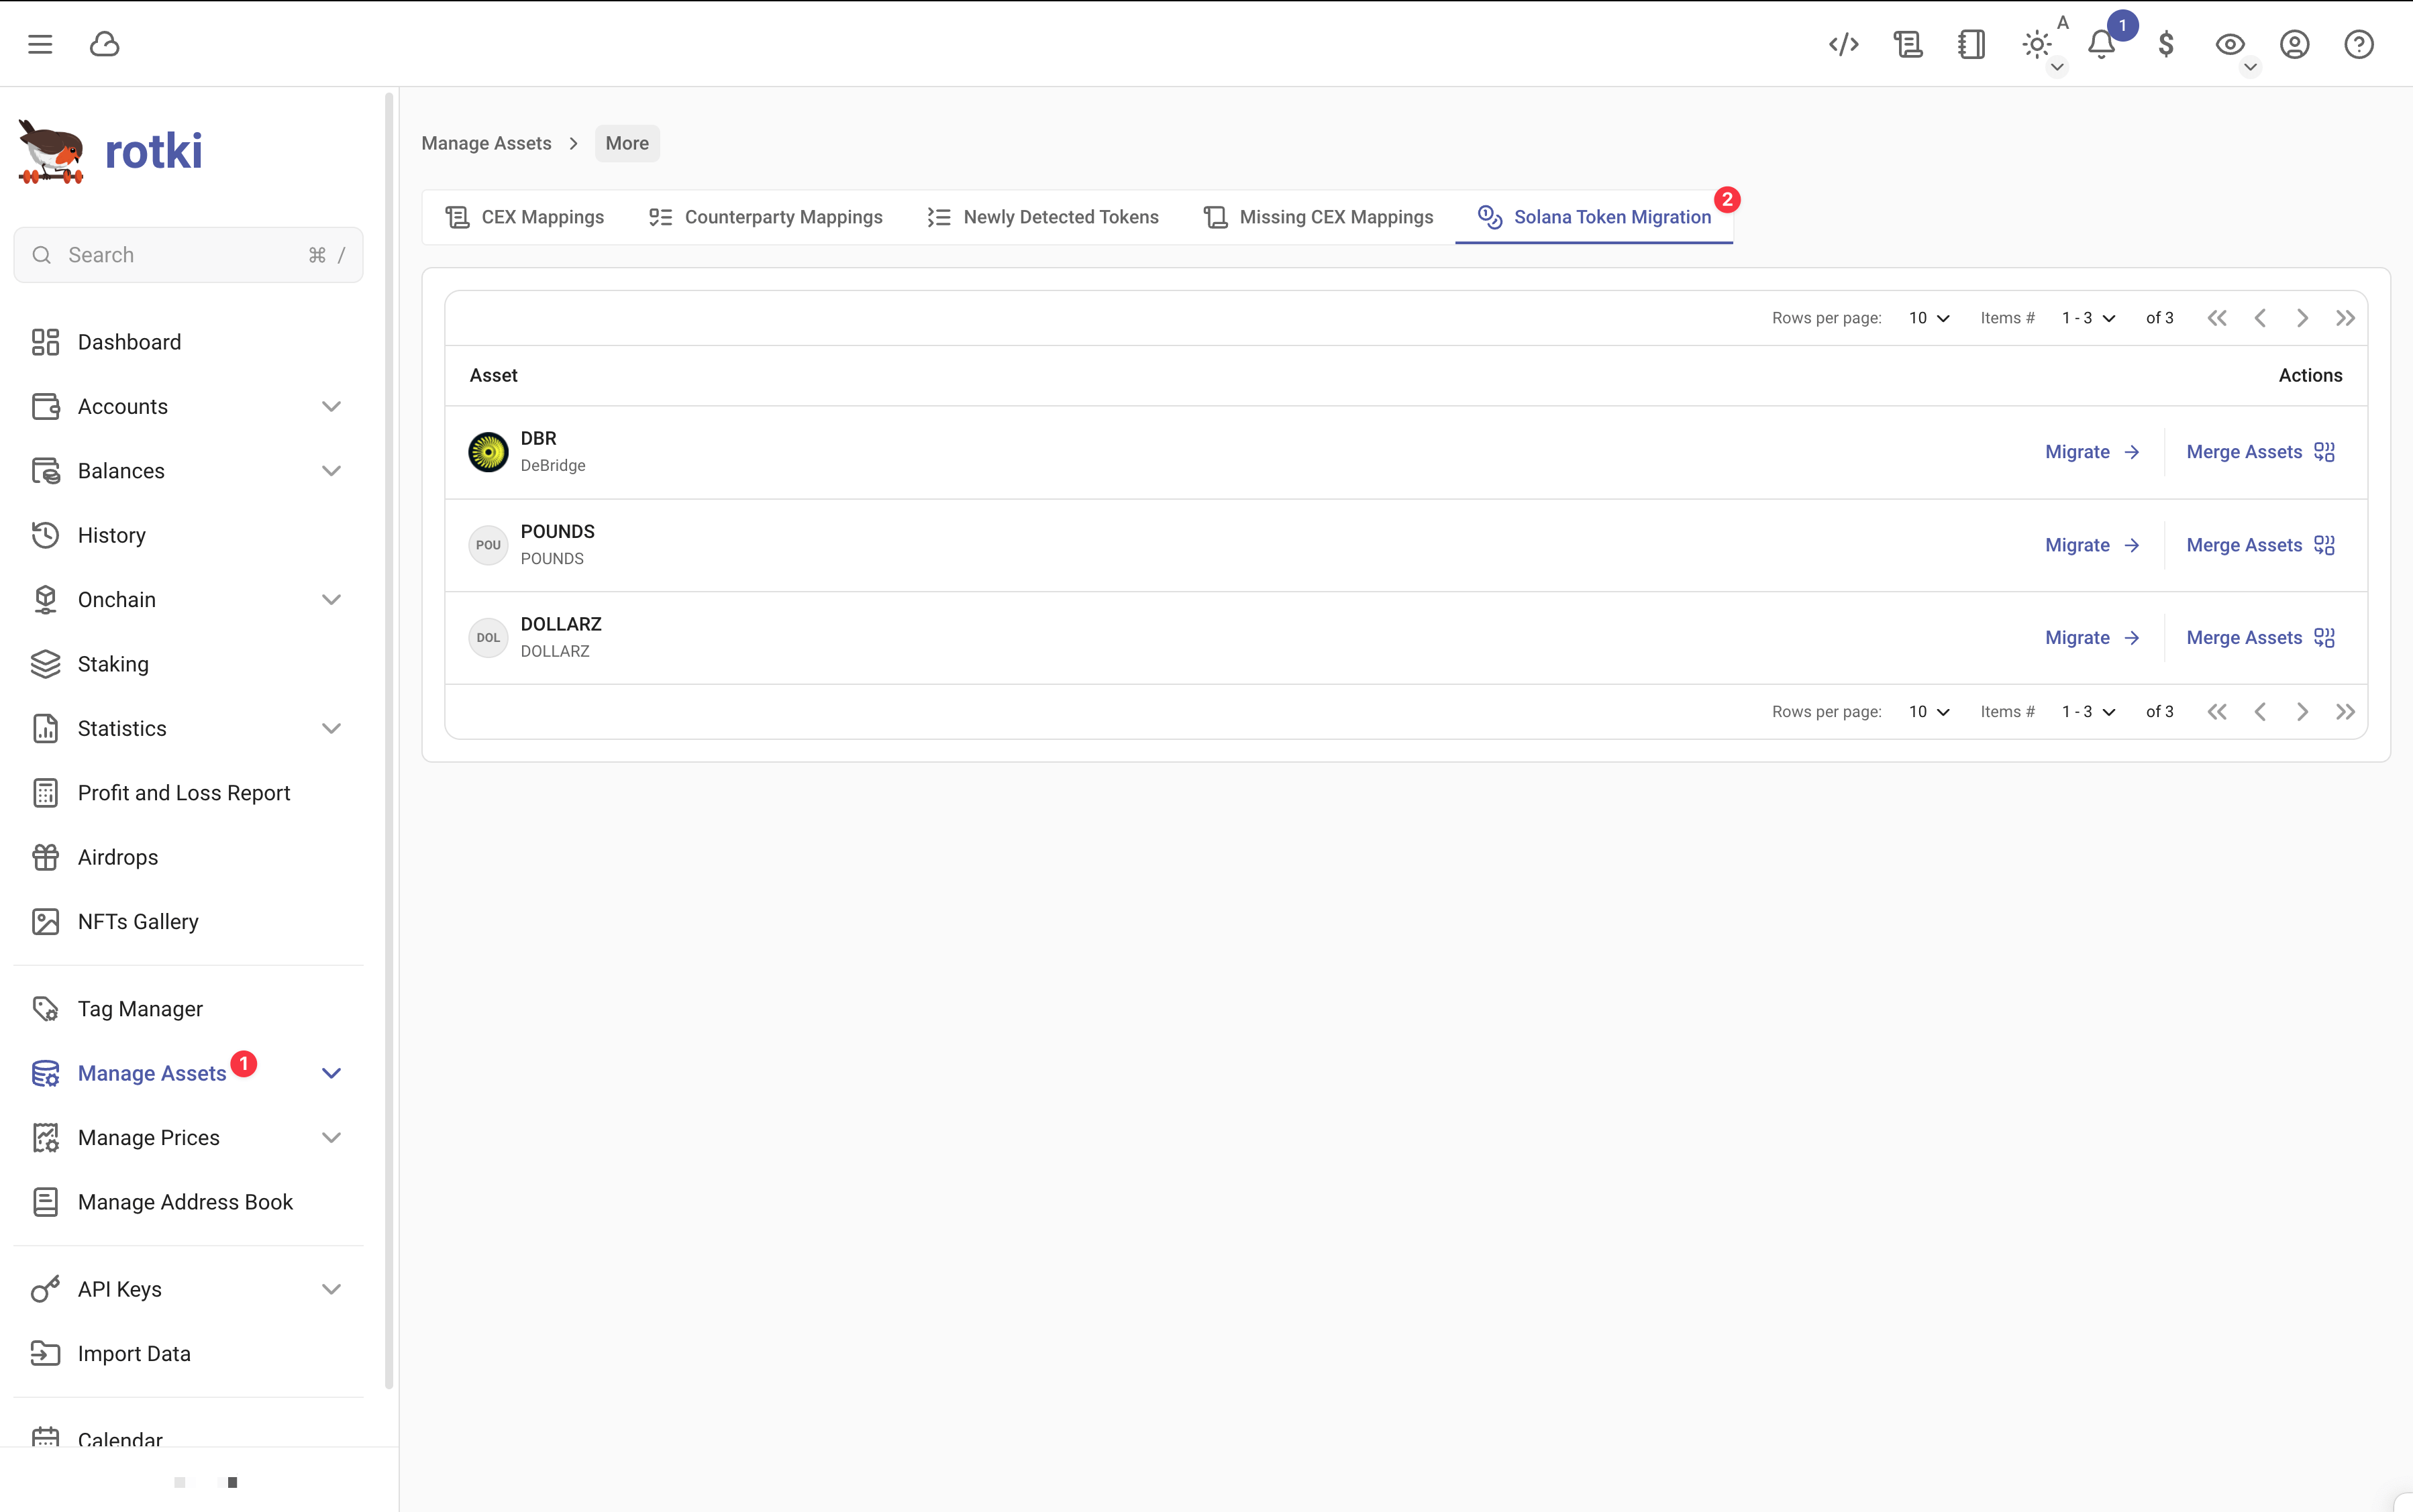 A
1
rotki
Search ⌘ /
Dashboard
Accounts
Balances
History
Onchain
Staking
Statistics
Profit and Loss Report
Airdrops
NFTs Gallery
Tag Manager
Manage Assets 1
Manage Prices
Manage Address Book
API Keys
Import Data
Calendar
Manage Assets > More
CEX Mappings Counterparty Mappings Newly Detected Tokens Missing CEX Mappings Solana Token Migration 2
Rows per page: 10 Items # 1 - 3 of 3
Asset Actions
DBR
DeBridge
Migrate Merge Assets
POU
POUNDS
POUNDS
Migrate Merge Assets
DOL
DOLLARZ
DOLLARZ
Migrate Merge Assets
Rows per page: 10 Items # 1 - 3 of 3